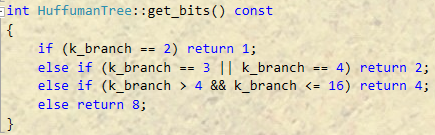 int HuffumanTree::get_bits() const
{
    if (k_branch == 2) return 1;
    else if (k_branch == 3 || k_branch == 4) return 2;
    else if (k_branch > 4 && k_branch <= 16) return 4;
    else return 8;
}